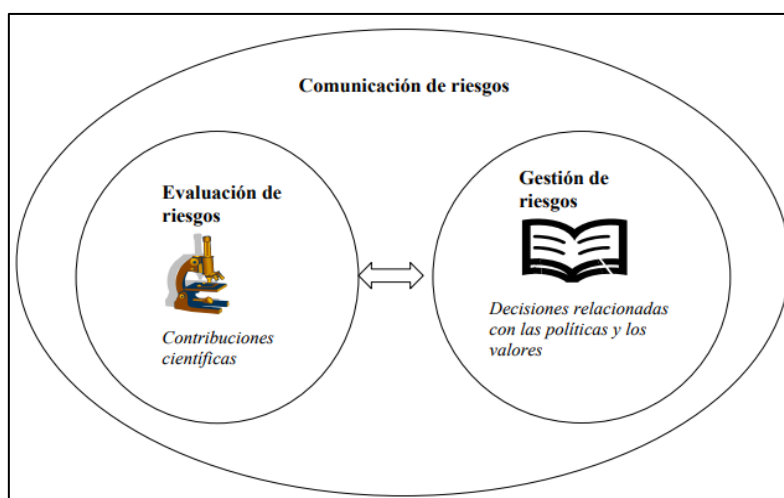 Comunicación de riesgos
Evaluación de
riesgos
Contribuciones
científicas
Gestión de
riesgos
Decisiones relacionadas
con las políticas y los
valores